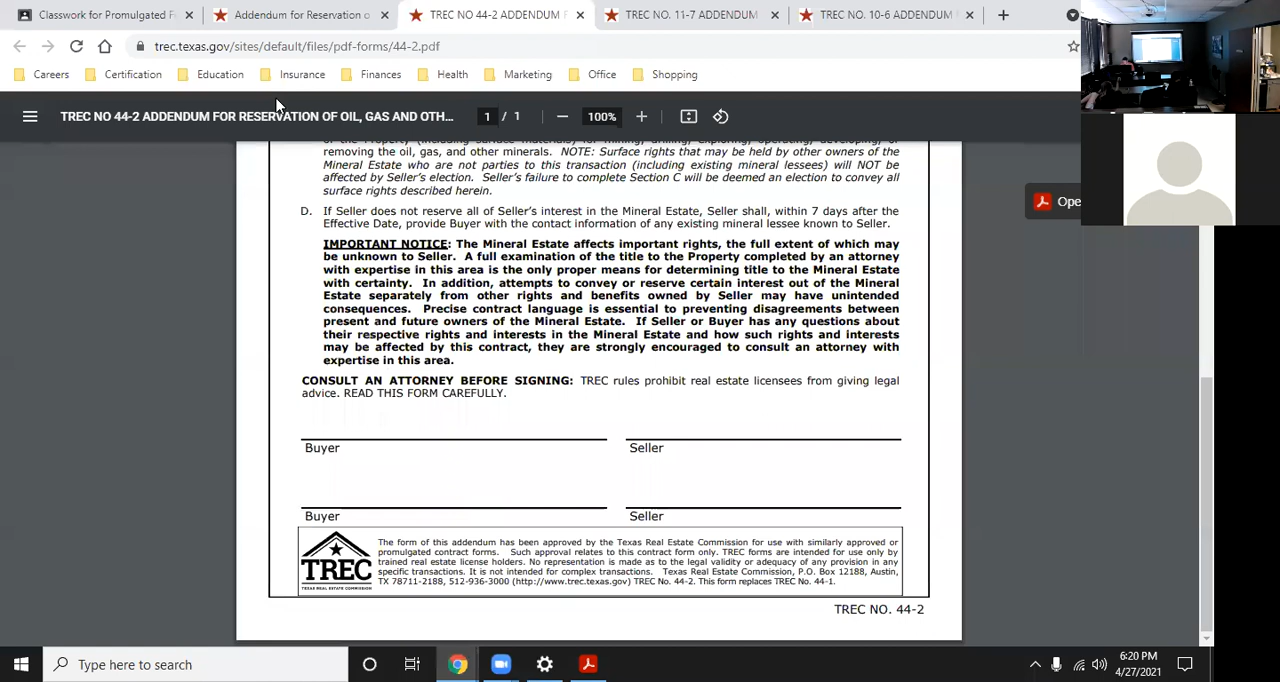 Classwork for Promulgated F
Addendum for Reservation o
TREC NO 44-2 ADDENDUM F
TREC NO. 11-7 ADDENDUM
TREC NO. 10-6 ADDENDUM
trec.texas.gov/sites/default/files/pdf-forms/44-2.pdf
Careers Certification Education Insurance Finances Health Marketing Office Shopping
TREC NO 44-2 ADDENDUM FOR RESERVATION OF OIL, GAS AND OTH... 1 / 1 100%
Ope
of the Property (including surface materials) for mining, drilling, exploring, operating, developing, or
removing the oil, gas, and other minerals. NOTE: Surface rights that may be held by other owners of the
Mineral Estate who are not parties to this transaction (including existing mineral lessees) will NOT be
affected by Seller's election. Seller's failure to complete Section C will be deemed an election to convey all
surface rights described herein.
D. If Seller does not reserve all of Seller's interest in the Mineral Estate, Seller shall, within 7 days after the
Effective Date, provide Buyer with the contact information of any existing mineral lessee known to Seller.
IMPORTANT NOTICE: The Mineral Estate affects important rights, the full extent of which may
be unknown to Seller. A full examination of the title to the Property completed by an attorney
with expertise in this area is the only proper means for determining title to the Mineral Estate
with certainty. In addition, attempts to convey or reserve certain interest out of the Mineral
Estate separately from other rights and benefits owned by Seller may have unintended
consequences. Precise contract language is essential to preventing disagreements between
present and future owners of the Mineral Estate. If Seller or Buyer has any questions about
their respective rights and interests in the Mineral Estate and how such rights and interests
may be affected by this contract, they are strongly encouraged to consult an attorney with
expertise in this area.
CONSULT AN ATTORNEY BEFORE SIGNING: TREC rules prohibit real estate licensees from giving legal
advice. READ THIS FORM CAREFULLY.
Buyer Seller
Buyer Seller
TREC
TEXAS REAL ESTATE COMMISSION
The form of this addendum has been approved by the Texas Real Estate Commission for use with similarly approved or
promulgated contract forms. Such approval relates to this contract form only. TREC forms are intended for use only by
trained real estate license holders. No representation is made as to the legal validity or adequacy of any provision in any
specific transactions. It is not intended for complex transactions. Texas Real Estate Commission, P.O. Box 12188, Austin,
TX 78711-2188, 512-936-3000 (http://www.trec.texas.gov) TREC No. 44-2. This form replaces TREC No. 44-1.
TREC NO. 44-2
Type here to search
6:20 PM
4/27/2021